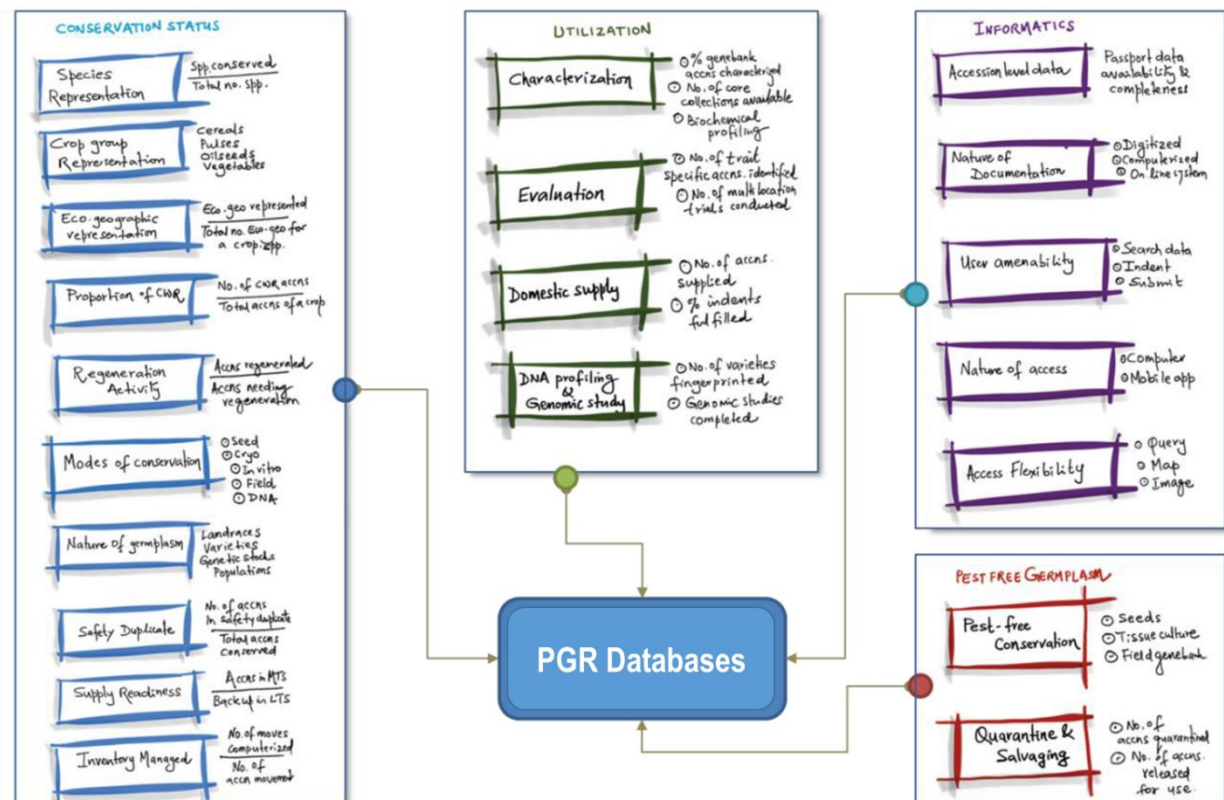 CONSERVATION STATUS
Species
Representation
Spp. conserved
Total no. Spp.
Crop group
Representation
Cereals
Pulses
Oilseeds
Vegetables
Eco-geographic
representation
Eco-geo represented
Total no. Eco-geo for
a crop spp.
Proportion of CWR
No. of CWR accns
Total accns of a crop
Regeneration
Activity
Accns regenerated
Accns needing
regeneration
Modes of conservation
Seed
Cryo
In vitro
Field
DNA
Nature of germplasm
Landraces
Varieties
Genetic stocks
Populations
Safety Duplicate
No. of accns
In safety duplicate
Total accns
conserved
Supply Readiness
Accns in MTS
Backup in LTS
Inventory Managed
No. of moves
computerized
No. of
accn movement
UTILIZATION
Characterization
% genebank
accns characterized
No. of core
collections available
Biochemical
profiling
Evaluation
No. of trait
specific accns. identified
No. of multilocation
trials conducted
Domestic supply
No. of accns.
supplied
% indents
fulfilled
DNA profiling
&
Genomic study
No. of varieties
fingerprinted
Genomic studies
completed
PGR Databases
INFORMATICS
Accession level data
Passport data
availability &
completeness
Nature of
Documentation
Digitized
Computerized
On line system
User amenability
Search data
Indent
Submit
Nature of access
Computer
Mobile app
Access Flexibility
Query
Map
Image
PEST FREE GERMPLASM
Pest-free
Conservation
Seeds
Tissue culture
Field genebank
Quarantine &
Salvaging
No. of
accns quarantined
No. of accns.
released
for use.